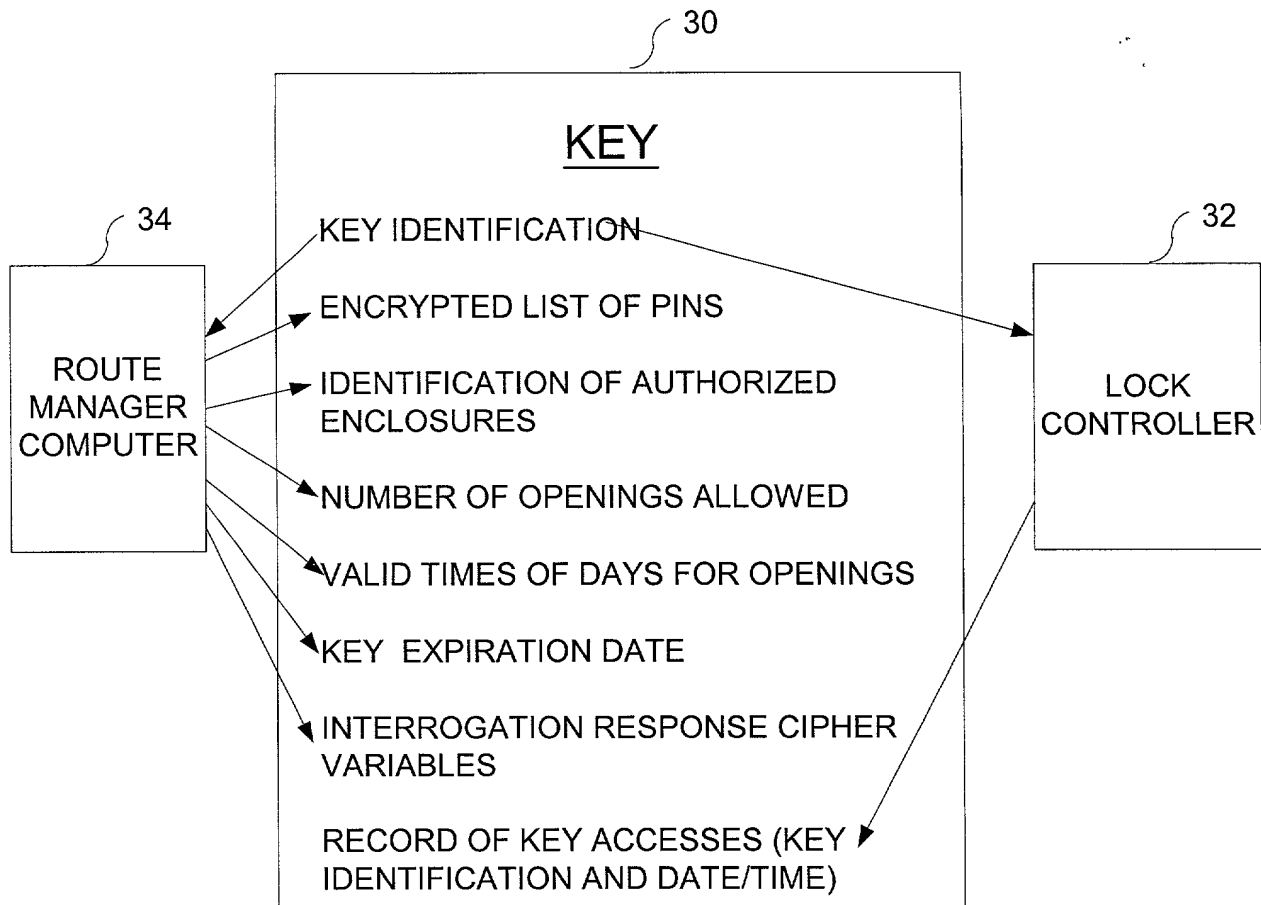 30
KEY
34
KEY IDENTIFICATION
32
ENCRYPTED LIST OF PINS
ROUTE
MANAGER
COMPUTER
IDENTIFICATION OF AUTHORIZED
ENCLOSURES
LOCK
CONTROLLER
NUMBER OF OPENINGS ALLOWED
VALID TIMES OF DAYS FOR OPENINGS
KEY EXPIRATION DATE
INTERROGATION RESPONSE CIPHER
VARIABLES
RECORD OF KEY ACCESSES (KEY
IDENTIFICATION AND DATE/TIME)